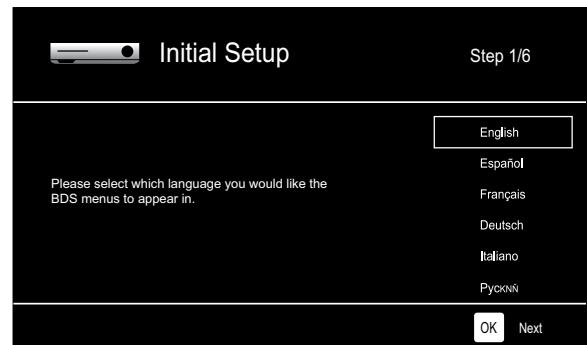 Initial Setup
Step 1/6
Please select which language you would like the
BDS menus to appear in.
English
Español
Français
Deutsch
Italiano
Русκηñ
OK Next